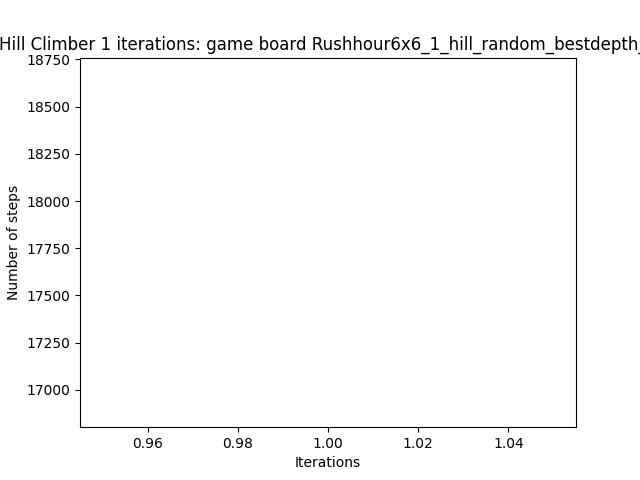 Hill Climber 1 iterations: game board Rushhour6x6_1_hill_random_bestdepth_
18750
18500
18250
18000
17750
17500
17250
17000
Number of steps
0.96 0.98 1.00 1.02 1.04
Iterations